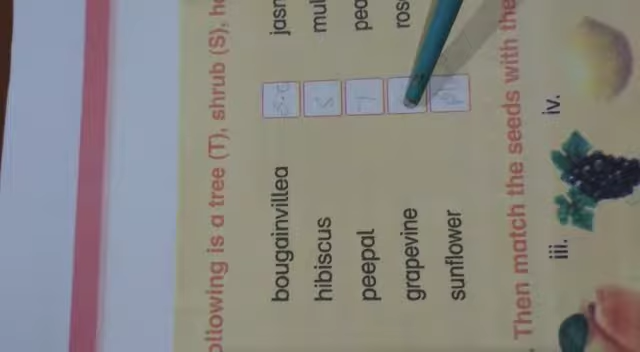 ollowing is a tree (T), shrub (S), he
bougainvillea jasm
hibiscus S mul
peepal T pea
grapevine ros
sunflower
. Then match the seeds with the
iii. iv.